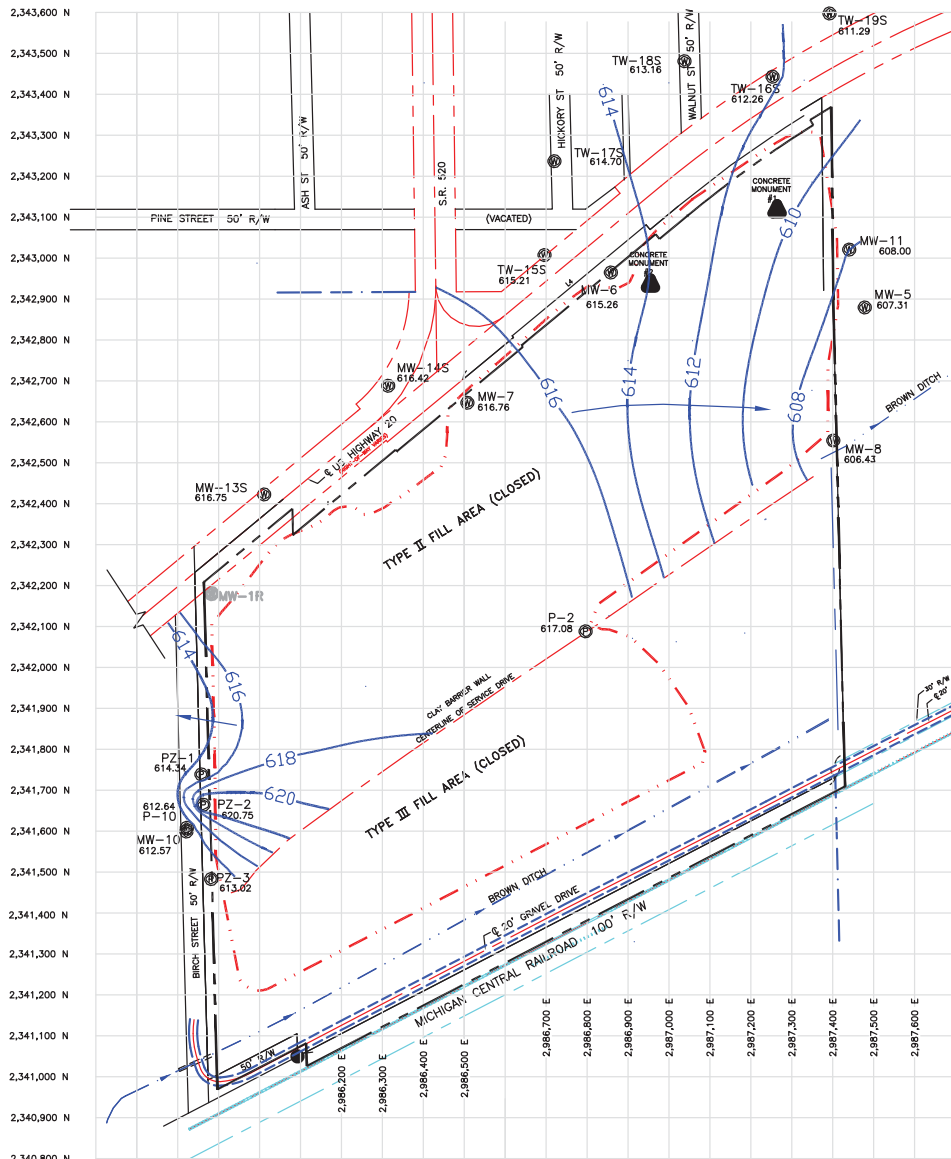 2,343,600 N
2,343,500 N
2,343,400 N
2,343,300 N
2,343,200 N
2,343,100 N
2,343,000 N
2,342,900 N
2,342,800 N
2,342,700 N
2,342,600 N
2,342,500 N
2,342,400 N
2,342,300 N
2,342,200 N
2,342,100 N
2,342,000 N
2,341,900 N
2,341,800 N
2,341,700 N
2,341,600 N
2,341,500 N
2,341,400 N
2,341,300 N
2,341,200 N
2,341,100 N
2,341,000 N
2,340,900 N
2,340,800 N
TW-19S
611.29
TW-18S
613.16
TW-16S
612.26
TW-17S
614.70
ASH ST 50' R/W
S.R. 520
HICKORY ST 50' R/W
WALNUT ST 50' R/W
614
PINE STREET 50' R/W
(VACATED)
CONCRETE
MONUMENT
#1
610
MW-11
608.00
TW-15S
615.21
CONCRETE
MONUMENT
MW-6
615.26
L4
MW-5
607.31
MW-14S
616.42
MW-7
616.76
616
614
612
608
BROWN DITCH
MW-8
606.43
℄ US HIGHWAY 20
MW-13S
616.75
TYPE II FILL AREA (CLOSED)
MW-1R
P-2
617.08
614
616
CLAY BARRIER WALL
CENTERLINE OF SERVICE DRIVE
618
620
PZ-1
614.34
PZ-2
620.75
612.64
P-10
MW-10
612.57
PZ-3
613.02
TYPE III FILL AREA (CLOSED)
BROWN DITCH
℄ 20' GRAVEL DRIVE
MICHIGAN CENTRAL RAILROAD 100' R/W
BIRCH STREET 50' R/W
50' R/W
30' R/W
℄ 20'
2,986,200 E
2,986,300 E
2,986,400 E
2,986,500 E
2,986,700 E
2,986,800 E
2,986,900 E
2,987,000 E
2,987,100 E
2,987,200 E
2,987,300 E
2,987,400 E
2,987,500 E
2,987,600 E